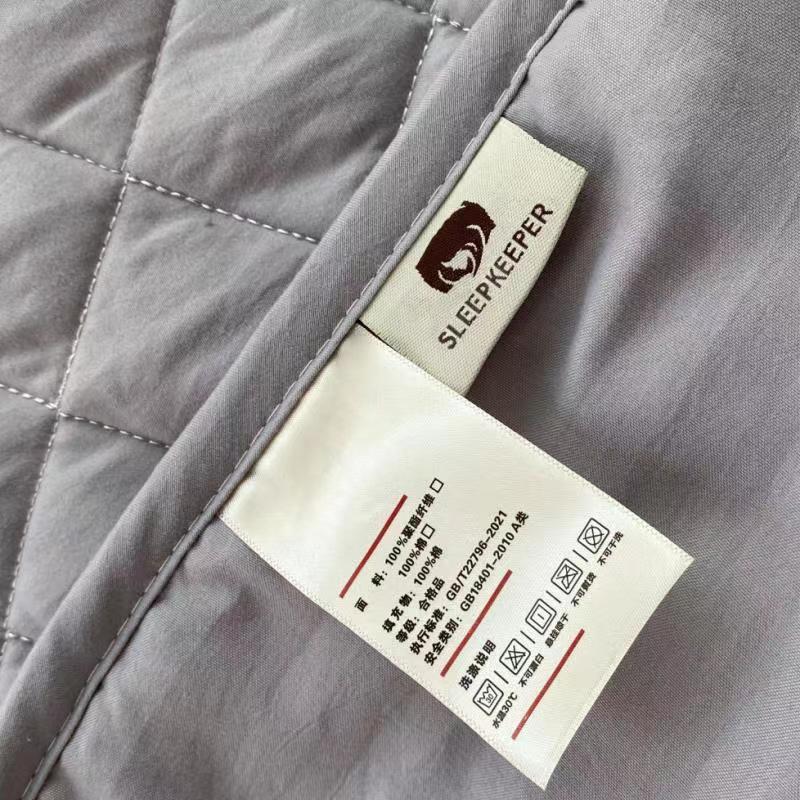 SLEEPKEEPER
面 料：100%聚酯纤维 □
100%棉 □
填充物：100%棉
等级：合格品
执行标准：GB/T22796-2021
安全类别：GB18401-2010 A类
洗涤说明
30
水温30℃ 不可漂白 悬挂晾干 不可熨烫 不可干洗